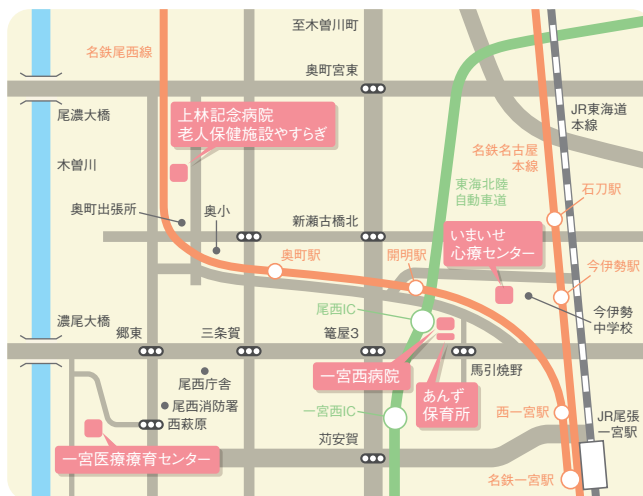 至木曽川町
名鉄尾西線
奥町宮東
尾濃大橋
上林記念病院
老人保健施設やすらぎ
JR東海道
本線
名鉄名古屋
本線
木曽川
東海北陸
自動車道
石刀駅
奥町出張所
奥小
新瀬古橋北
いまいせ
心療センター
奥町駅
開明駅
今伊勢駅
尾西IC
今伊勢
中学校
濃尾大橋
郷東
三条賀
篭屋3
馬引焼野
尾西庁舎
一宮西病院
あんず
保育所
尾西消防署
西萩原
一宮西IC
西一宮駅
JR尾張
一宮駅
一宮医療療育センター
苅安賀
名鉄一宮駅